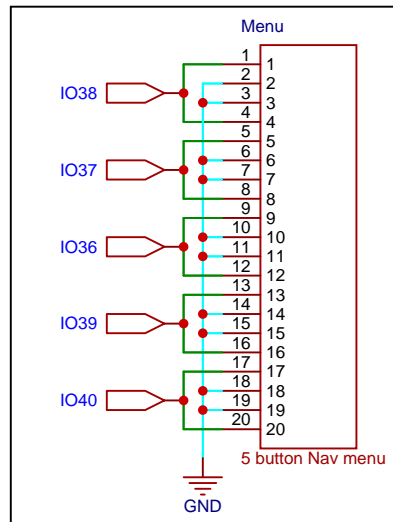 Menu
1 1
2 2
3 3
IO38
4 4
5 5
6 6
IO37
7 7
8 8
9 9
10 10
IO36
11 11
12 12
13 13
14 14
IO39
15 15
16 16
17 17
18 18
IO40
19 19
20 20
5 button Nav menu
GND